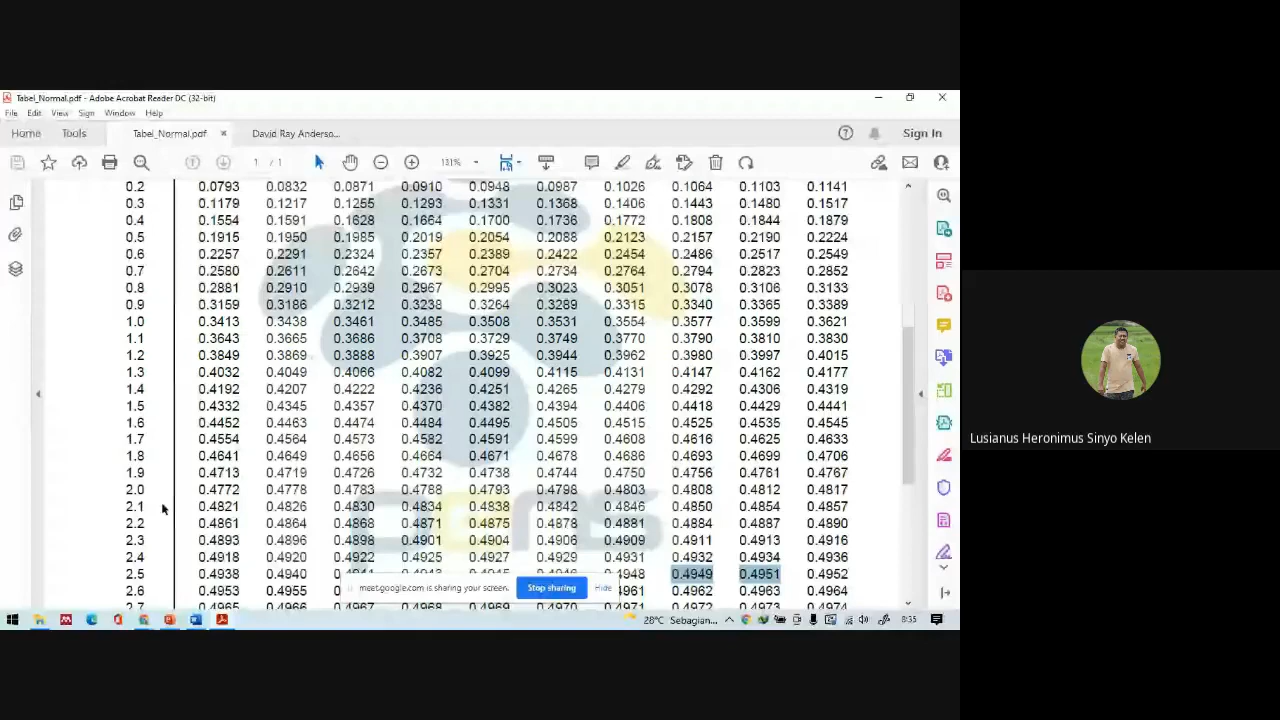 Tabel_Normal.pdf - Adobe Acrobat Reader DC (32-bit)
File Edit View Sign Window Help
Home Tools Tabel_Normal.pdf × David Ray Anderso... Sign In
1 / 1 131%
0.2 0.0793 0.0832 0.0871 0.0910 0.0948 0.0987 0.1026 0.1064 0.1103 0.1141
0.3 0.1179 0.1217 0.1255 0.1293 0.1331 0.1368 0.1406 0.1443 0.1480 0.1517
0.4 0.1554 0.1591 0.1628 0.1664 0.1700 0.1736 0.1772 0.1808 0.1844 0.1879
0.5 0.1915 0.1950 0.1985 0.2019 0.2054 0.2088 0.2123 0.2157 0.2190 0.2224
0.6 0.2257 0.2291 0.2324 0.2357 0.2389 0.2422 0.2454 0.2486 0.2517 0.2549
0.7 0.2580 0.2611 0.2642 0.2673 0.2704 0.2734 0.2764 0.2794 0.2823 0.2852
0.8 0.2881 0.2910 0.2939 0.2967 0.2995 0.3023 0.3051 0.3078 0.3106 0.3133
0.9 0.3159 0.3186 0.3212 0.3238 0.3264 0.3289 0.3315 0.3340 0.3365 0.3389
1.0 0.3413 0.3438 0.3461 0.3485 0.3508 0.3531 0.3554 0.3577 0.3599 0.3621
1.1 0.3643 0.3665 0.3686 0.3708 0.3729 0.3749 0.3770 0.3790 0.3810 0.3830
1.2 0.3849 0.3869 0.3888 0.3907 0.3925 0.3944 0.3962 0.3980 0.3997 0.4015
1.3 0.4032 0.4049 0.4066 0.4082 0.4099 0.4115 0.4131 0.4147 0.4162 0.4177
1.4 0.4192 0.4207 0.4222 0.4236 0.4251 0.4265 0.4279 0.4292 0.4306 0.4319
1.5 0.4332 0.4345 0.4357 0.4370 0.4382 0.4394 0.4406 0.4418 0.4429 0.4441
1.6 0.4452 0.4463 0.4474 0.4484 0.4495 0.4505 0.4515 0.4525 0.4535 0.4545
1.7 0.4554 0.4564 0.4573 0.4582 0.4591 0.4599 0.4608 0.4616 0.4625 0.4633
1.8 0.4641 0.4649 0.4656 0.4664 0.4671 0.4678 0.4686 0.4693 0.4699 0.4706
1.9 0.4713 0.4719 0.4726 0.4732 0.4738 0.4744 0.4750 0.4756 0.4761 0.4767
2.0 0.4772 0.4778 0.4783 0.4788 0.4793 0.4798 0.4803 0.4808 0.4812 0.4817
2.1 0.4821 0.4826 0.4830 0.4834 0.4838 0.4842 0.4846 0.4850 0.4854 0.4857
2.2 0.4861 0.4864 0.4868 0.4871 0.4875 0.4878 0.4881 0.4884 0.4887 0.4890
2.3 0.4893 0.4896 0.4898 0.4901 0.4904 0.4906 0.4909 0.4911 0.4913 0.4916
2.4 0.4918 0.4920 0.4922 0.4925 0.4927 0.4929 0.4931 0.4932 0.4934 0.4936
2.5 0.4938 0.4940 0.4949 0.4951 0.4952
2.6 0.4953 0.4955 0.4962 0.4963 0.4964
2.7 0.4965 0.4966 0.4967 0.4968 0.4969 0.4970 0.4971 0.4972 0.4973 0.4974
meet.google.com is sharing your screen. Stop sharing Hide
28°C Sebagian... 8:35
Lusianus Heronimus Sinyo Kelen